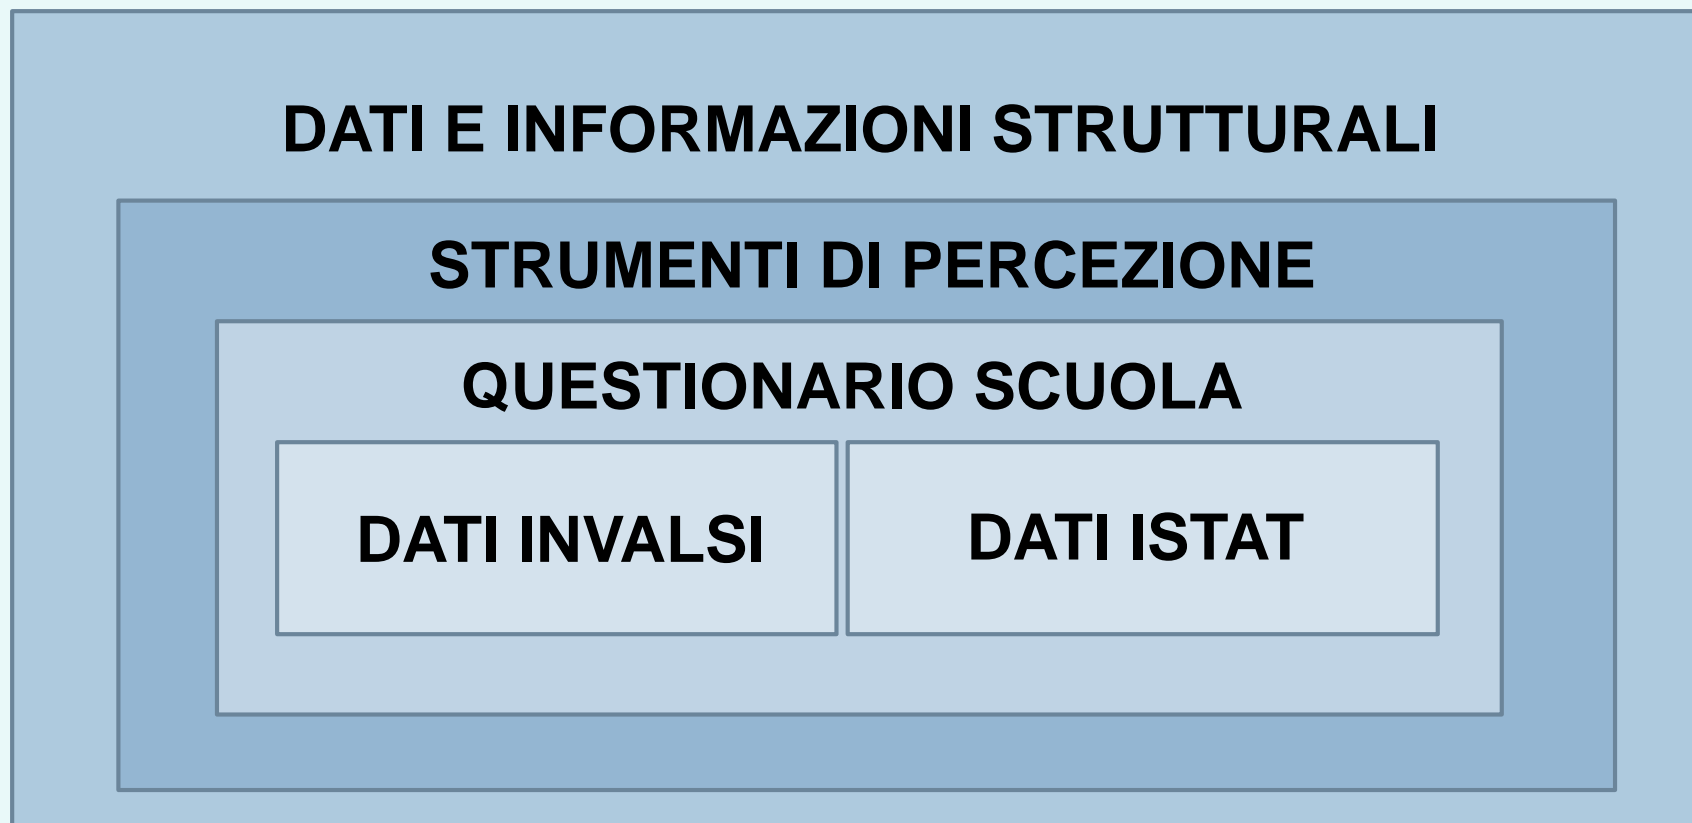 DATI E INFORMAZIONI STRUTTURALI
STRUMENTI DI PERCEZIONE
QUESTIONARIO SCUOLA
DATI INVALSI
DATI ISTAT